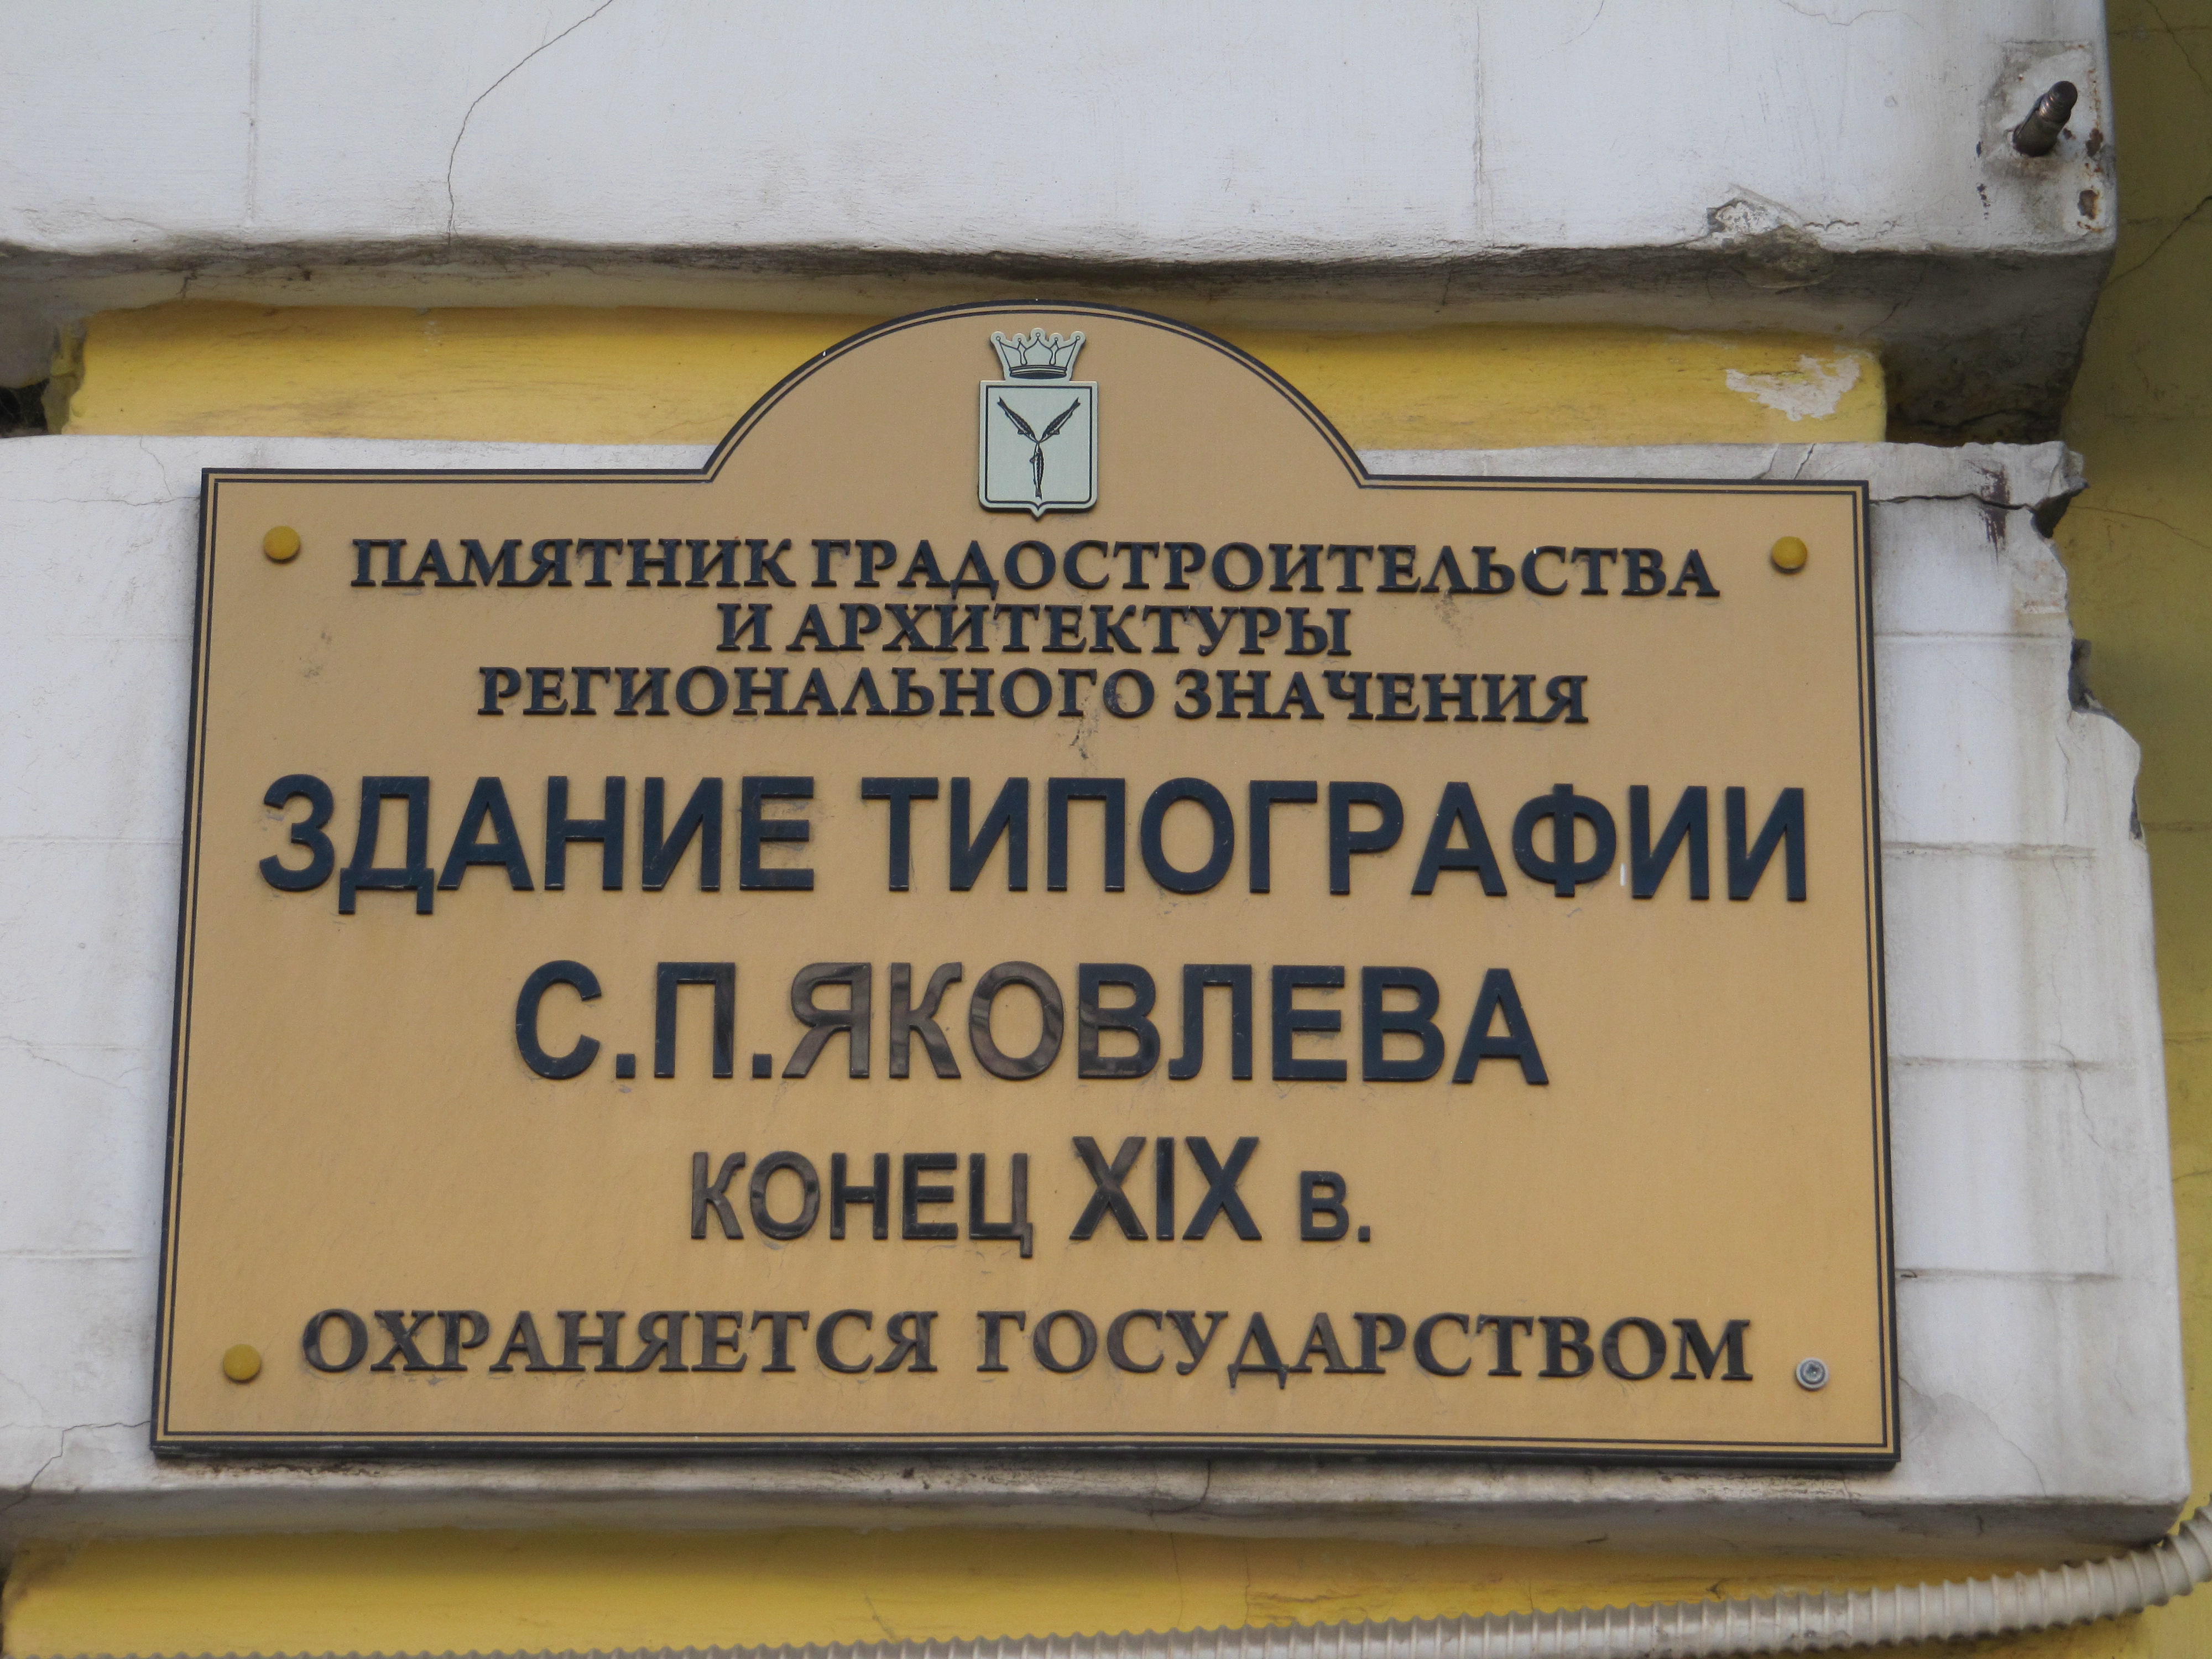 ПАМЯТНИК ГРАДОСТРОИТЕЛЬСТВА
И АРХИТЕКТУРЫ
РЕГИОНАЛЬНОГО ЗНАЧЕНИЯ
ЗДАНИЕ ТИПОГРАФИИ
С.П.ЯКОВЛЕВА
КОНЕЦ XIX В.
ОХРАНЯЕТСЯ ГОСУДАРСТВОМ